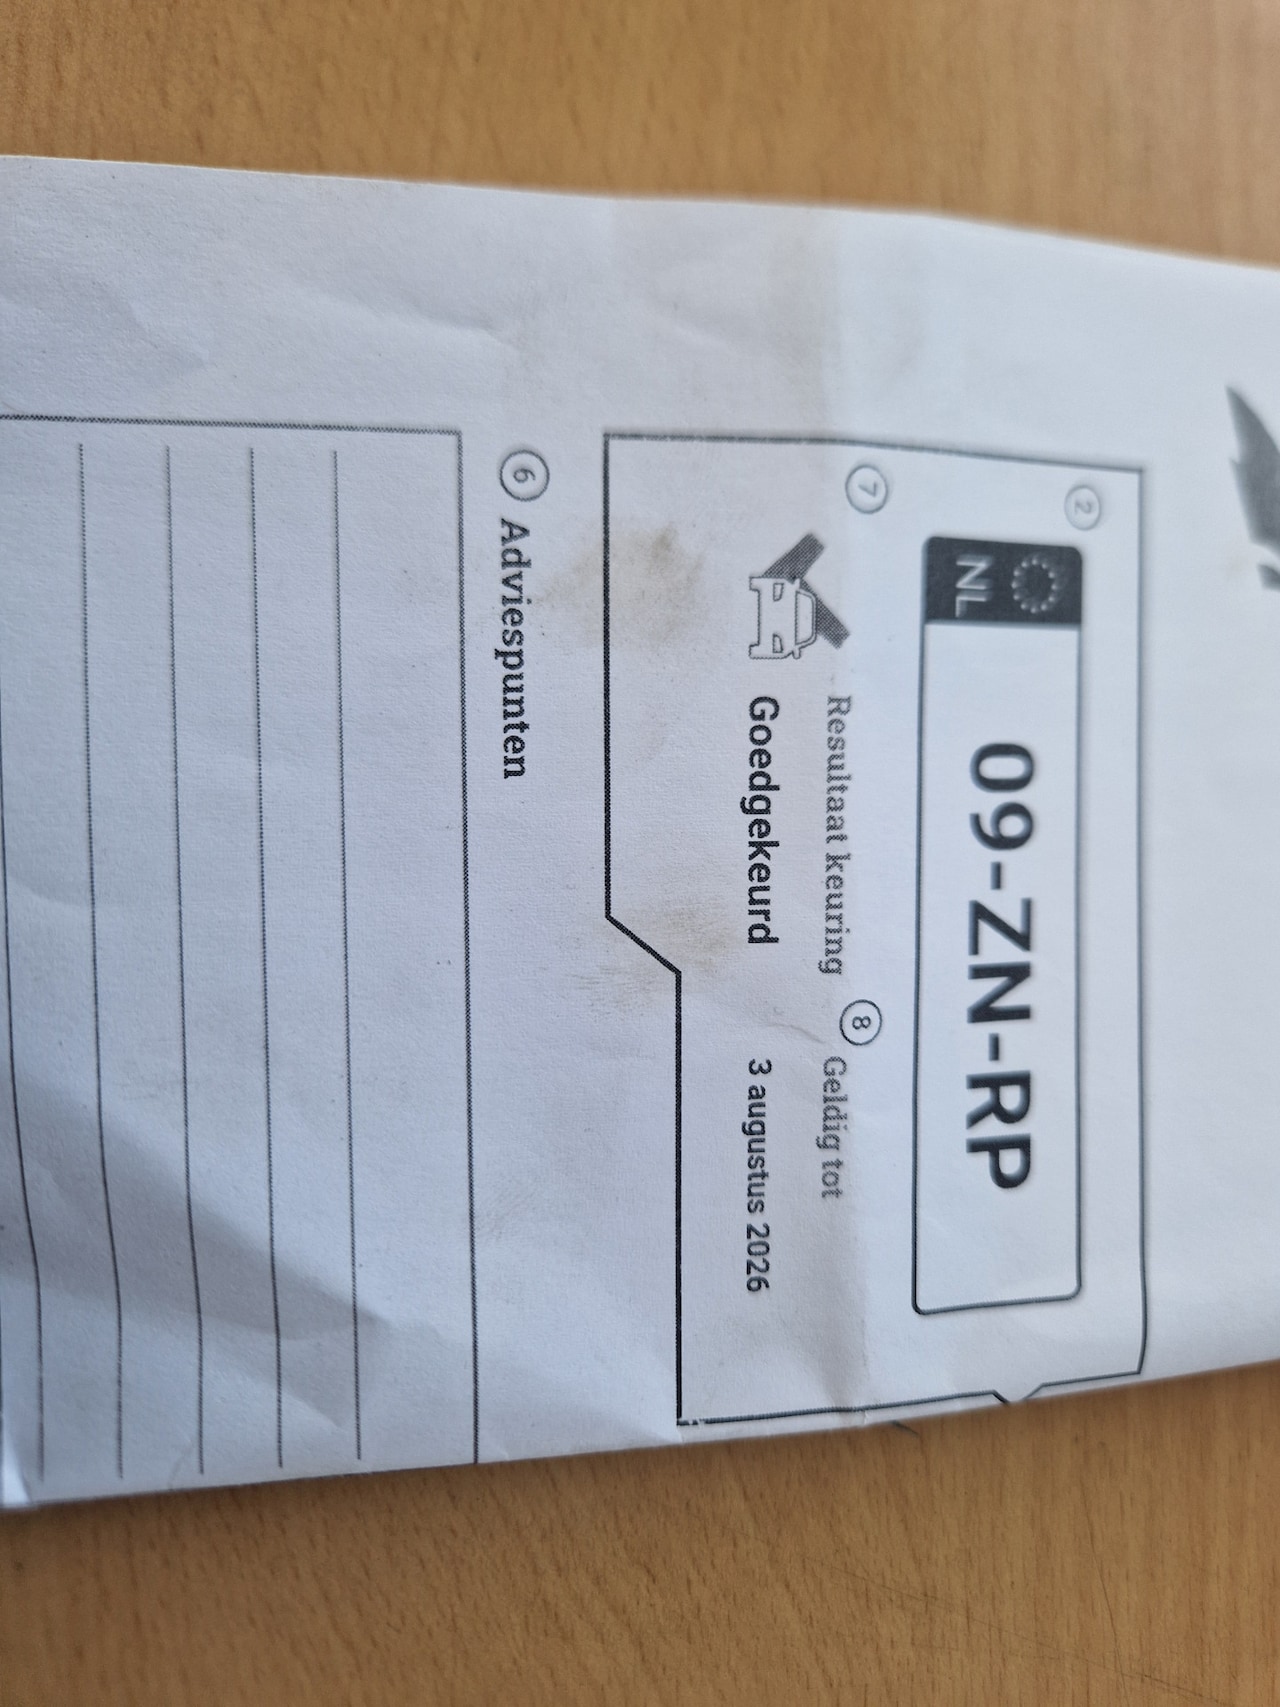 2
NL 09-ZN-RP
7 Resultaat keuring 8 Geldig tot
Goedgekeurd 3 augustus 2026
6 Adviespunten